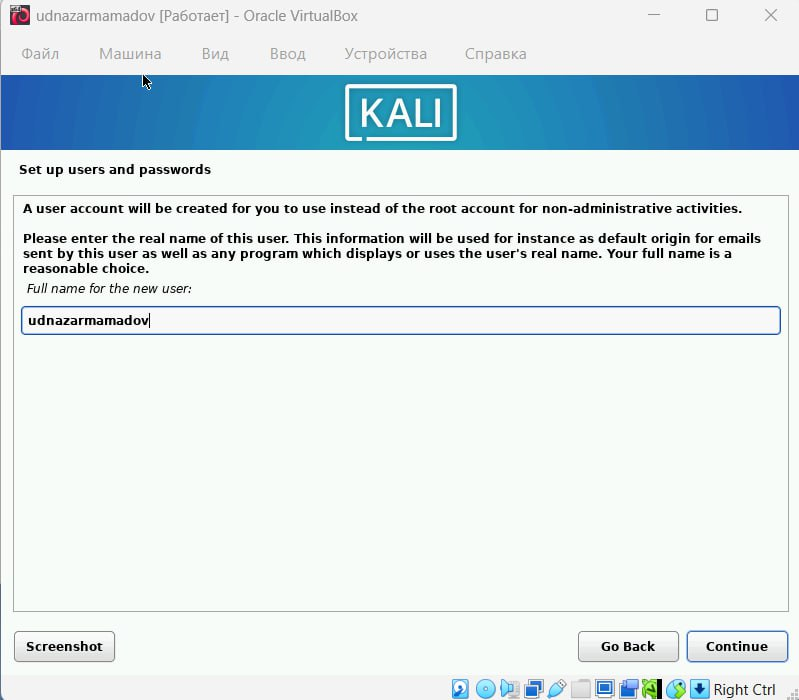 udnazarmamadov [Работает] - Oracle VirtualBox
Файл Машина Вид Ввод Устройства Справка
KALI
Set up users and passwords
A user account will be created for you to use instead of the root account for non-administrative activities.
Please enter the real name of this user. This information will be used for instance as default origin for emails
sent by this user as well as any program which displays or uses the user's real name. Your full name is a
reasonable choice.
Full name for the new user:
udnazarmamadov
Screenshot Go Back Continue
Right Ctrl